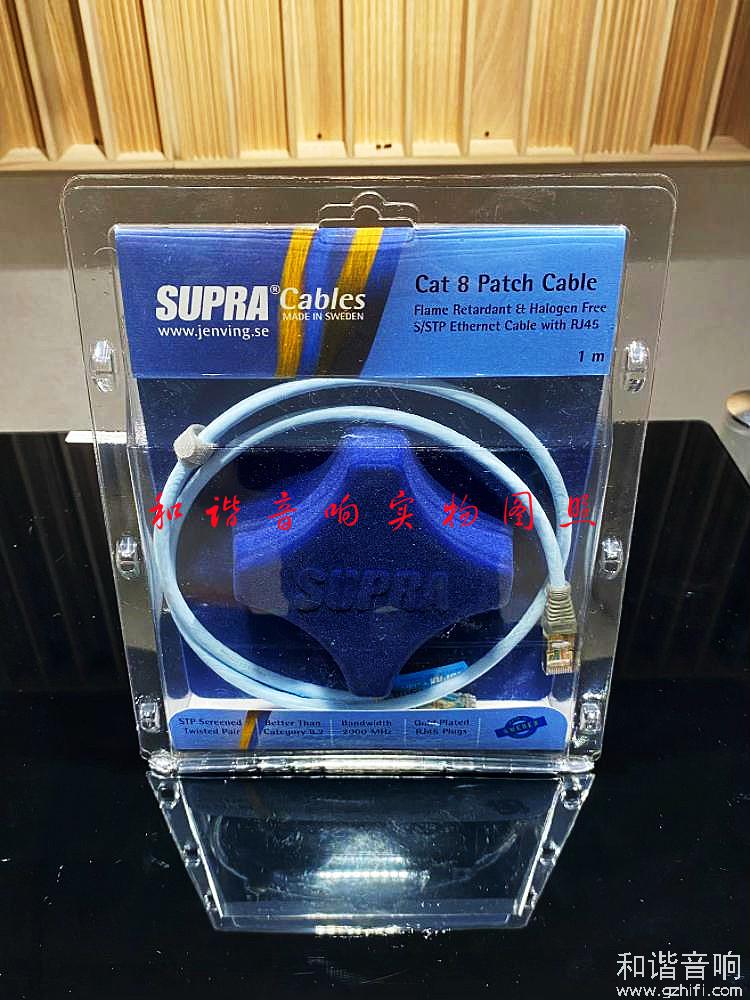 SUPRA® Cables
MADE IN SWEDEN
www.jenving.se
Cat 8 Patch Cable
Flame Retardant & Halogen Free
S/STP Ethernet Cable with RJ45
1 m
和谐音响实物图照
SUPRA
STP-Screened
Twisted Pair
Better Than
Category 8.2
Bandwidth
2000 MHz
Gold Plated
RJ45 Plugs
SWEDEN
和谐音响
www.gzhifi.com